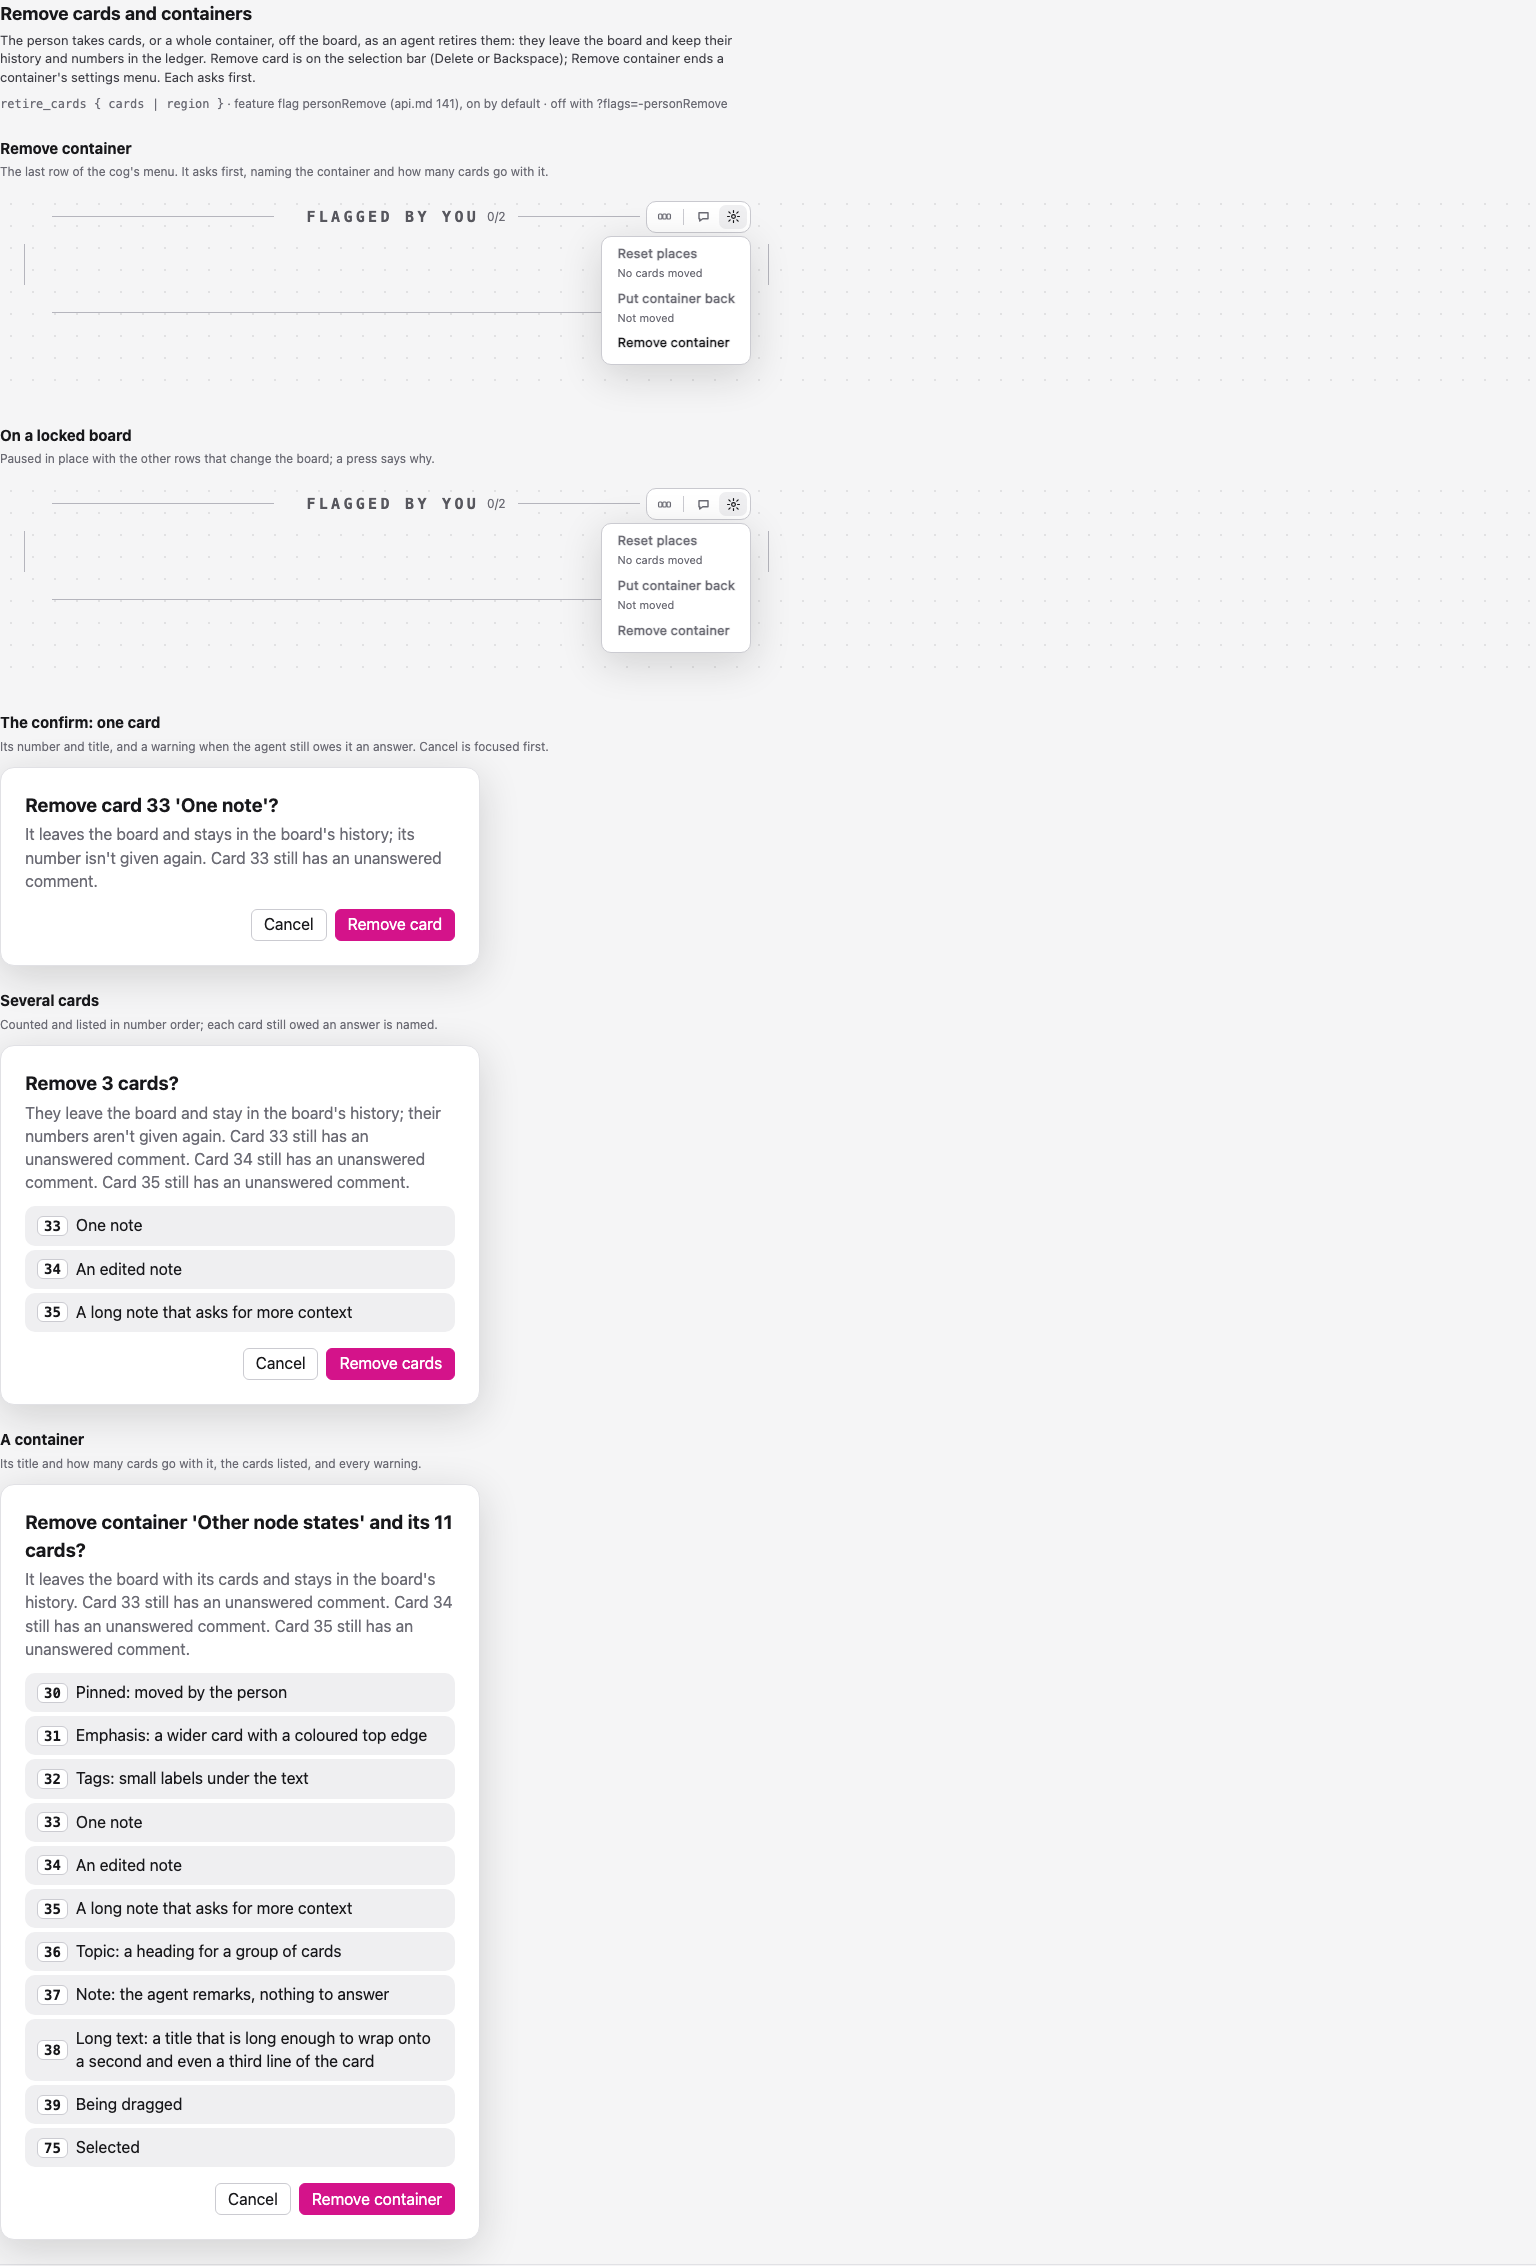 Remove cards and containers
The person takes cards, or a whole container, off the board, as an agent retires them: they leave the board and keep their
history and numbers in the ledger. Remove card is on the selection bar (Delete or Backspace); Remove container ends a
container's settings menu. Each asks first.
retire_cards { cards | region } · feature flag personRemove (api.md 141), on by default · off with ?flags=-personRemove
Remove container
The last row of the cog's menu. It asks first, naming the container and how many cards go with it.
FLAGGED BY YOU 0/2
Reset places
No cards moved
Put container back
Not moved
Remove container
On a locked board
Paused in place with the other rows that change the board; a press says why.
FLAGGED BY YOU 0/2
Reset places
No cards moved
Put container back
Not moved
Remove container
The confirm: one card
Its number and title, and a warning when the agent still owes it an answer. Cancel is focused first.
Remove card 33 'One note'?
It leaves the board and stays in the board's history; its
number isn't given again. Card 33 still has an unanswered
comment.
Cancel Remove card
Several cards
Counted and listed in number order; each card still owed an answer is named.
Remove 3 cards?
They leave the board and stay in the board's history; their
numbers aren't given again. Card 33 still has an
unanswered comment. Card 34 still has an unanswered
comment. Card 35 still has an unanswered comment.
33 One note
34 An edited note
35 A long note that asks for more context
Cancel Remove cards
A container
Its title and how many cards go with it, the cards listed, and every warning.
Remove container 'Other node states' and its 11
cards?
It leaves the board with its cards and stays in the board's
history. Card 33 still has an unanswered comment. Card 34
still has an unanswered comment. Card 35 still has an
unanswered comment.
30 Pinned: moved by the person
31 Emphasis: a wider card with a coloured top edge
32 Tags: small labels under the text
33 One note
34 An edited note
35 A long note that asks for more context
36 Topic: a heading for a group of cards
37 Note: the agent remarks, nothing to answer
38 Long text: a title that is long enough to wrap onto
a second and even a third line of the card
39 Being dragged
75 Selected
Cancel Remove container